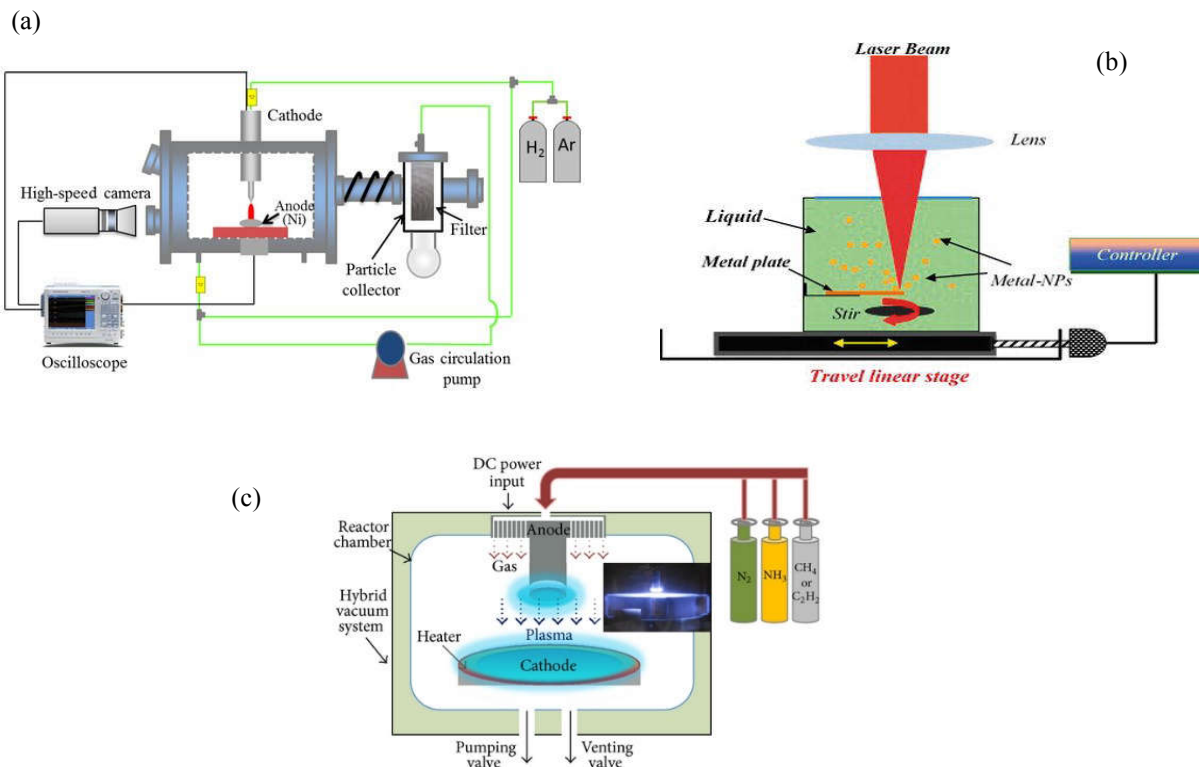 (a)
Cathode
H2
Ar
High-speed camera
Anode
(Ni)
Filter
Particle
collector
Oscilloscope
Gas circulation
pump
(b)
Laser Beam
Lens
Liquid
Metal plate
Controller
Metal-NPs
Stir
Travel linear stage
(c)
DC power
input
Reactor
chamber
Anode
Gas
N2
NH3
CH4
or
C2H2
Hybrid
vacuum
system
Heater
Plasma
Cathode
Pumping
valve
Venting
valve